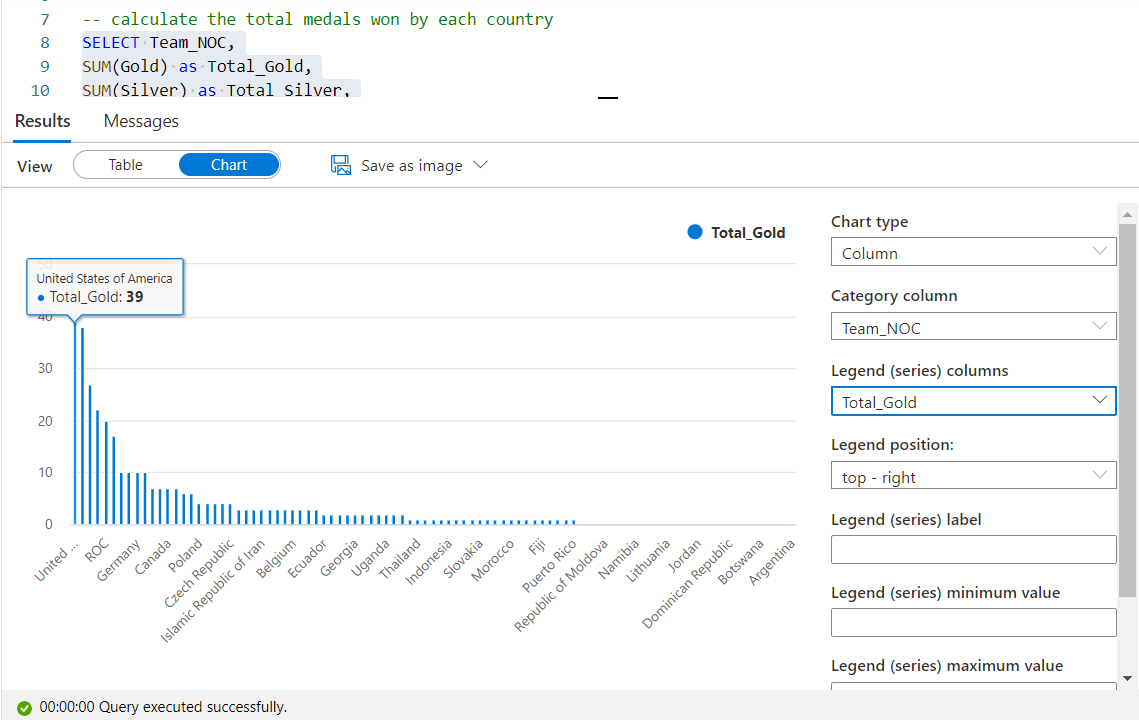 7 -- calculate the total medals won by each country
8 SELECT Team_NOC,
9 SUM(Gold) as Total_Gold,
10 SUM(Silver) as Total_Silver,
Results Messages
View Table Chart Save as image
Total_Gold
50
United States of America
Total_Gold: 39
40
30
20
10
0
United ...
ROC
Germany
Canada
Poland
Czech Republic
Islamic Republic of Iran
Belgium
Ecuador
Georgia
Uganda
Thailand
Indonesia
Slovakia
Morocco
Fiji
Puerto Rico
Republic of Moldova
Namibia
Lithuania
Jordan
Dominican Republic
Botswana
Argentina
Chart type
Column
Category column
Team_NOC
Legend (series) columns
Total_Gold
Legend position:
top - right
Legend (series) label
Legend (series) minimum value
Legend (series) maximum value
00:00:00 Query executed successfully.